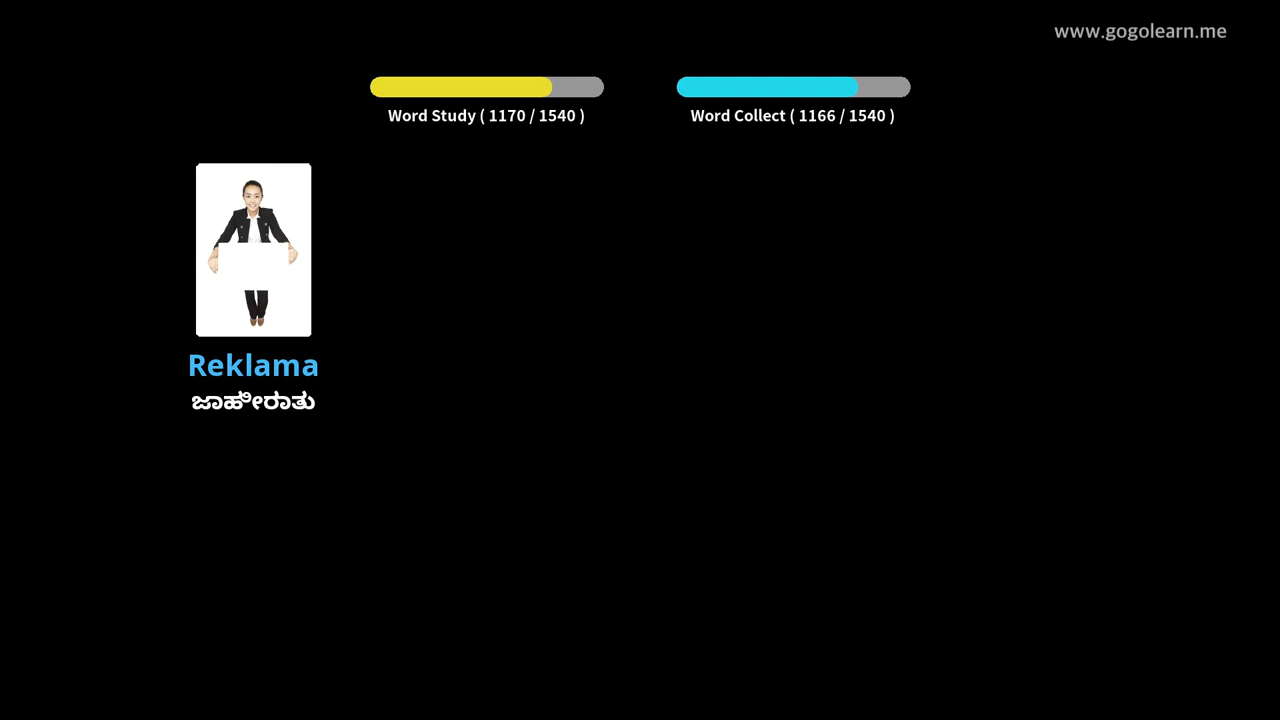 www.gogolearn.me
Word Study ( 1170 / 1540 )
Word Collect ( 1166 / 1540 )
Reklama
ಜಾಹೀರಾತು